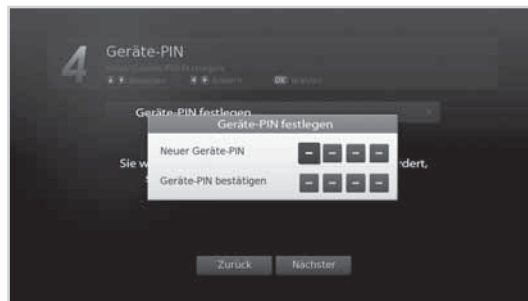 4
Geräte-PIN
OK
Geräte-PIN festlegen
Geräte-PIN festlegen
Neuer Geräte-PIN - - - -
Sie w
rdert,
Geräte-PIN bestätigen - - - -
Zurück Nächster